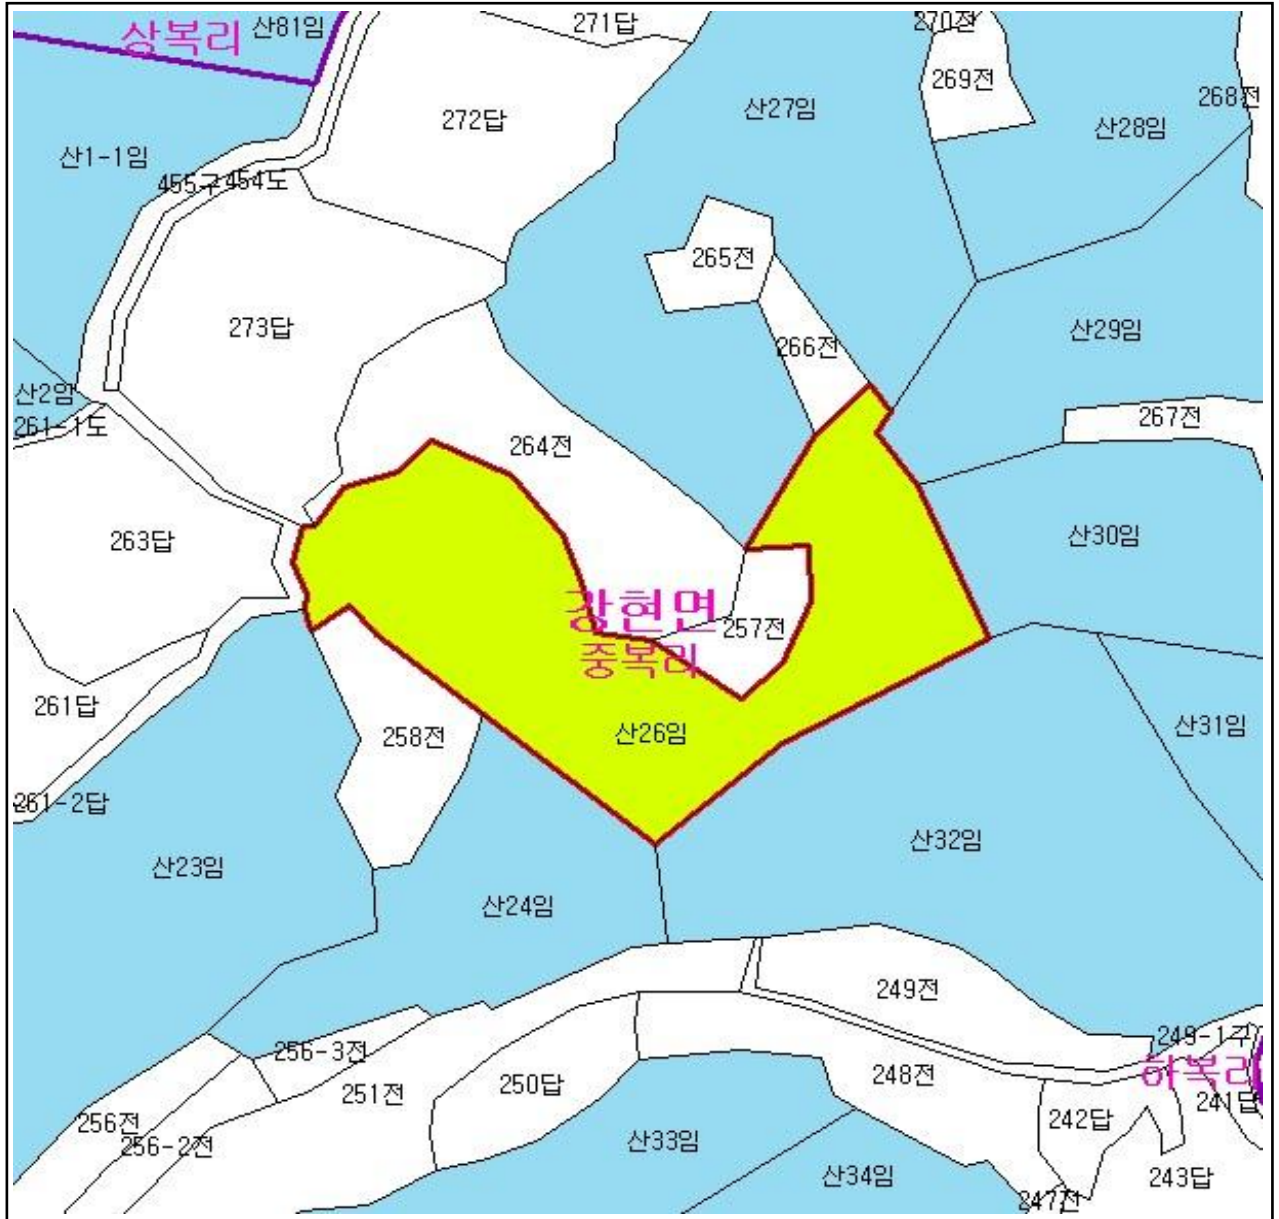 상복리
산81임
271답
270전
269전
268전
272답
산27임
산28임
산1-1임
455구
454도
265전
273답
266전
산29임
산2임
261-1도
267전
264전
263답
산30임
강현면
257전
중복리
261답
258전
산26임
산31임
261-2답
산23임
산32임
산24임
249전
249-1구
256-3전
하복리
251전
250답
248전
241답
256전
256-2전
242답
산33임
산34임
243답
247전